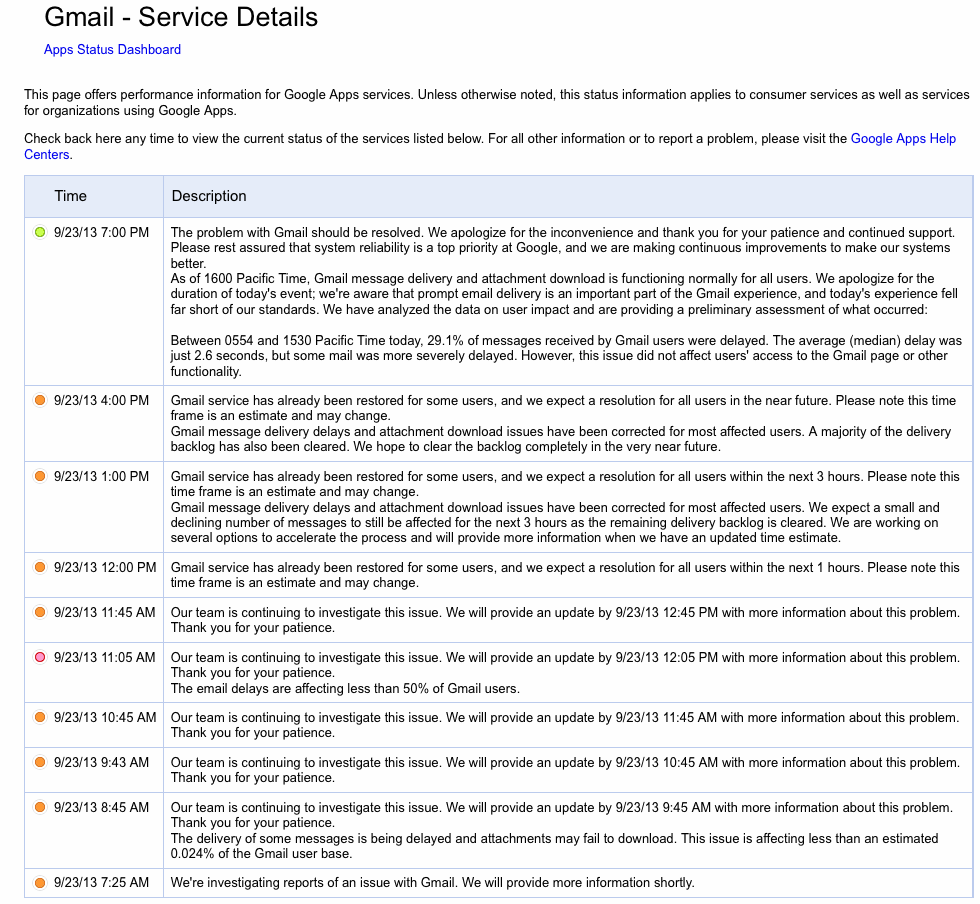 Gmail - Service Details
Apps Status Dashboard
This page offers performance information for Google Apps services. Unless otherwise noted, this status information applies to consumer services as well as services
for organizations using Google Apps.
Check back here any time to view the current status of the services listed below. For all other information or to report a problem, please visit the Google Apps Help
Centers.
Time Description
9/23/13 7:00 PM The problem with Gmail should be resolved. We apologize for the inconvenience and thank you for your patience and continued support.
Please rest assured that system reliability is a top priority at Google, and we are making continuous improvements to make our systems
better.
As of 1600 Pacific Time, Gmail message delivery and attachment download is functioning normally for all users. We apologize for the
duration of today's event; we're aware that prompt email delivery is an important part of the Gmail experience, and today's experience fell
far short of our standards. We have analyzed the data on user impact and are providing a preliminary assessment of what occurred:
Between 0554 and 1530 Pacific Time today, 29.1% of messages received by Gmail users were delayed. The average (median) delay was
just 2.6 seconds, but some mail was more severely delayed. However, this issue did not affect users' access to the Gmail page or other
functionality.
9/23/13 4:00 PM Gmail service has already been restored for some users, and we expect a resolution for all users in the near future. Please note this time
frame is an estimate and may change.
Gmail message delivery delays and attachment download issues have been corrected for most affected users. A majority of the delivery
backlog has also been cleared. We hope to clear the backlog completely in the very near future.
9/23/13 1:00 PM Gmail service has already been restored for some users, and we expect a resolution for all users within the next 3 hours. Please note this
time frame is an estimate and may change.
Gmail message delivery delays and attachment download issues have been corrected for most affected users. We expect a small and
declining number of messages to still be affected for the next 3 hours as the remaining delivery backlog is cleared. We are working on
several options to accelerate the process and will provide more information when we have an updated time estimate.
9/23/13 12:00 PM Gmail service has already been restored for some users, and we expect a resolution for all users within the next 1 hours. Please note this
time frame is an estimate and may change.
9/23/13 11:45 AM Our team is continuing to investigate this issue. We will provide an update by 9/23/13 12:45 PM with more information about this problem.
Thank you for your patience.
9/23/13 11:05 AM Our team is continuing to investigate this issue. We will provide an update by 9/23/13 12:05 PM with more information about this problem.
Thank you for your patience.
The email delays are affecting less than 50% of Gmail users.
9/23/13 10:45 AM Our team is continuing to investigate this issue. We will provide an update by 9/23/13 11:45 AM with more information about this problem.
Thank you for your patience.
9/23/13 9:43 AM Our team is continuing to investigate this issue. We will provide an update by 9/23/13 10:45 AM with more information about this problem.
Thank you for your patience.
9/23/13 8:45 AM Our team is continuing to investigate this issue. We will provide an update by 9/23/13 9:45 AM with more information about this problem.
Thank you for your patience.
The delivery of some messages is being delayed and attachments may fail to download. This issue is affecting less than an estimated
0.024% of the Gmail user base.
9/23/13 7:25 AM We're investigating reports of an issue with Gmail. We will provide more information shortly.